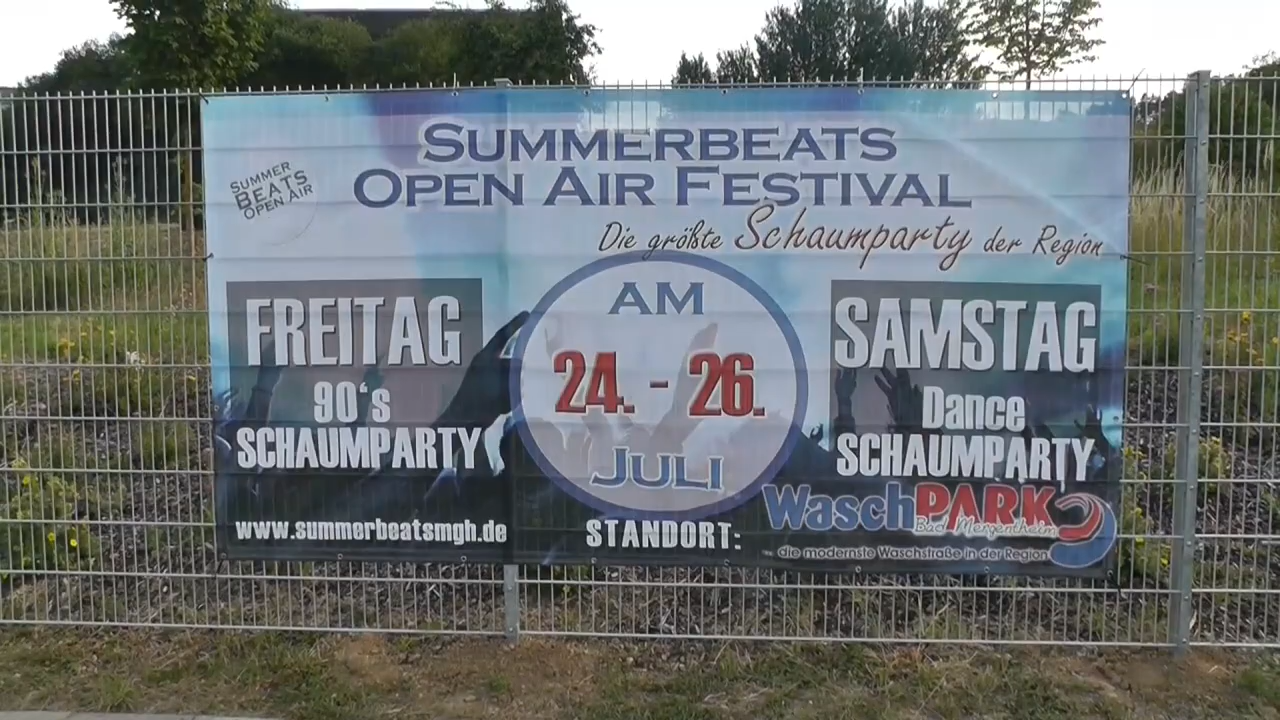 SUMMERBEATS
OPEN AIR FESTIVAL
SUMMER
BEATS
OPEN AIR
Die größte Schaumparty der Region
FREITAG
90's
SCHAUMPARTY
AM
24. - 26.
JULI
SAMSTAG
Dance
SCHAUMPARTY
www.summerbeatsmgh.de
STANDORT:
WaschPARK
Bad Mergentheim
die modernste Waschstraße in der Region